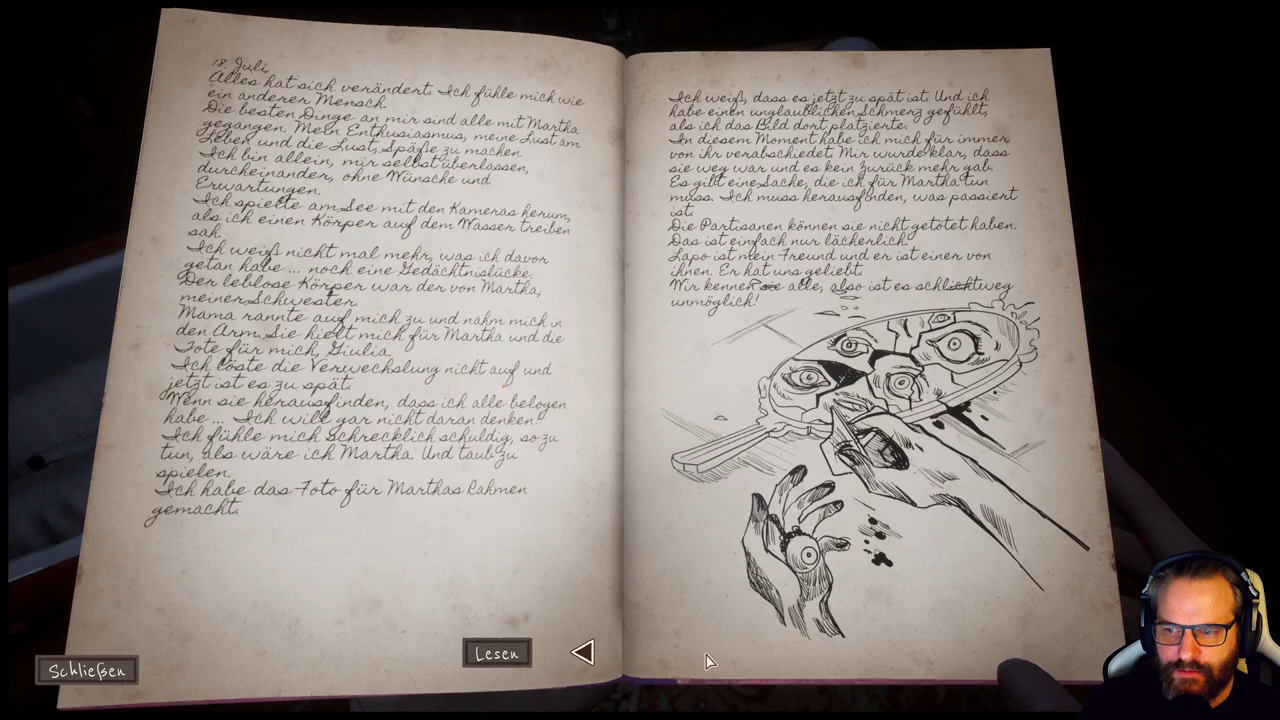 18. Juli
Alles hat sich verändert. Ich fühle mich wie
ein anderer Mensch.
Die besten Dinge an mir sind alle mit Martha
gegangen. Mein Enthusiasmus, meine Lust am
Leben und die Lust, Späße zu machen.
Ich bin allein, mir selbst überlassen,
durcheinander, ohne Wünsche und
Erwartungen.
Ich spielte am See mit den Kameras herum,
als ich einen Körper auf dem Wasser treiben
sah.
Ich weiß nicht mal mehr, was ich davor
getan habe ... noch eine Gedächtnislücke.
Der leblose Körper war der von Martha,
meiner Schwester.
Mama rannte auf mich zu und nahm mich in
den Arm. Sie hielt mich für Martha und die
Tote für mich, Giulia.
Ich löste die Verwechslung nicht auf und
jetzt ist es zu spät.
Wenn sie herausfinden, dass ich alle belogen
habe ... Ich will gar nicht daran denken!
Ich fühle mich schrecklich schuldig, so zu
tun, als wäre ich Martha. Und taub zu
spielen.
Ich habe das Foto für Marthas Rahmen
gemacht.
Ich weiß, dass es jetzt zu spät ist. Und ich
habe einen unglaublichen Schmerz gefühlt,
als ich das Bild dort platzierte.
In diesem Moment habe ich mich für immer
von ihr verabschiedet. Mir wurde klar, dass
sie weg war und es kein Zurück mehr gab.
Es gibt eine Sache, die ich für Martha tun
muss. Ich muss herausfinden, was passiert
ist.
Die Partisanen können sie nicht getötet haben.
Das ist einfach nur lächerlich!
Lapo ist mein Freund und er ist einer von
ihnen. Er hat uns geliebt.
Wir kennen sie alle, also ist es schlichtweg
unmöglich!
Lesen
Schließen